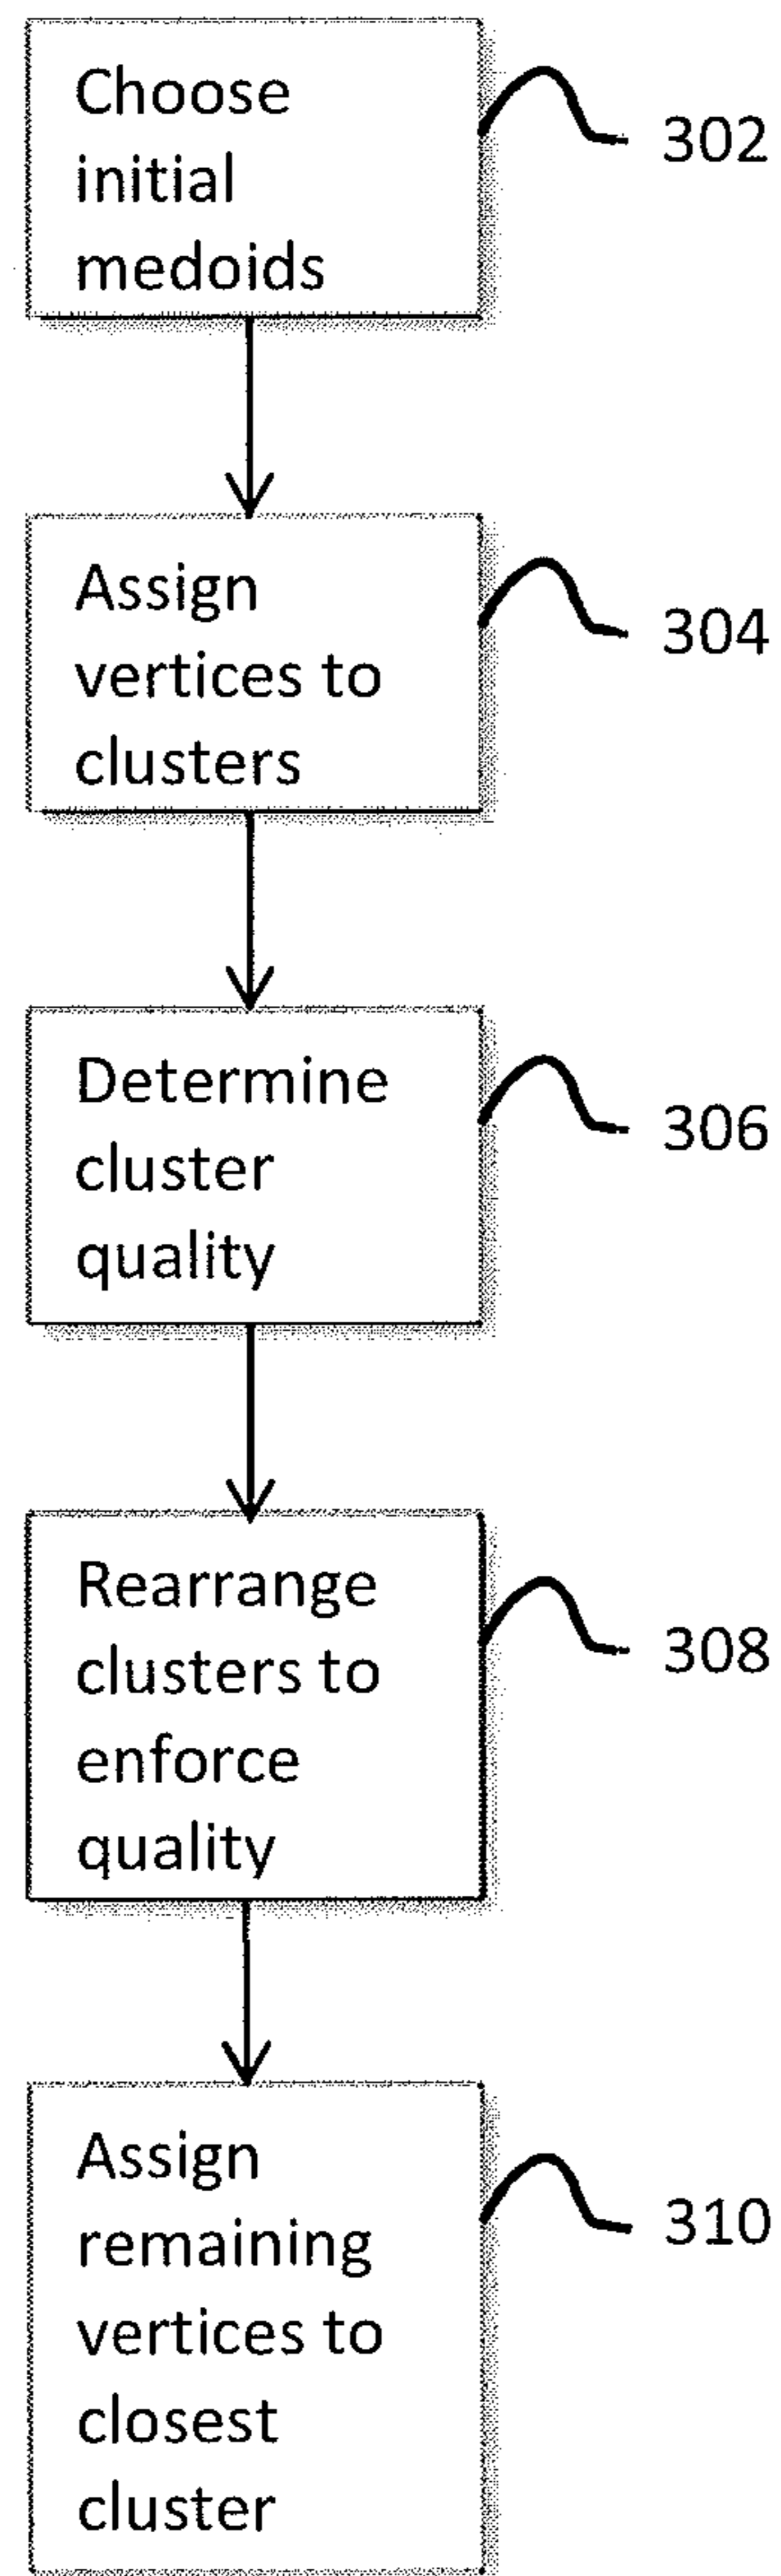 Choose
initial
medoids
302
Assign
vertices to
clusters
304
Determine
cluster
quality
306
Rearrange
clusters to
enforce
quality
308
Assign
remaining
vertices to
closest
cluster
310